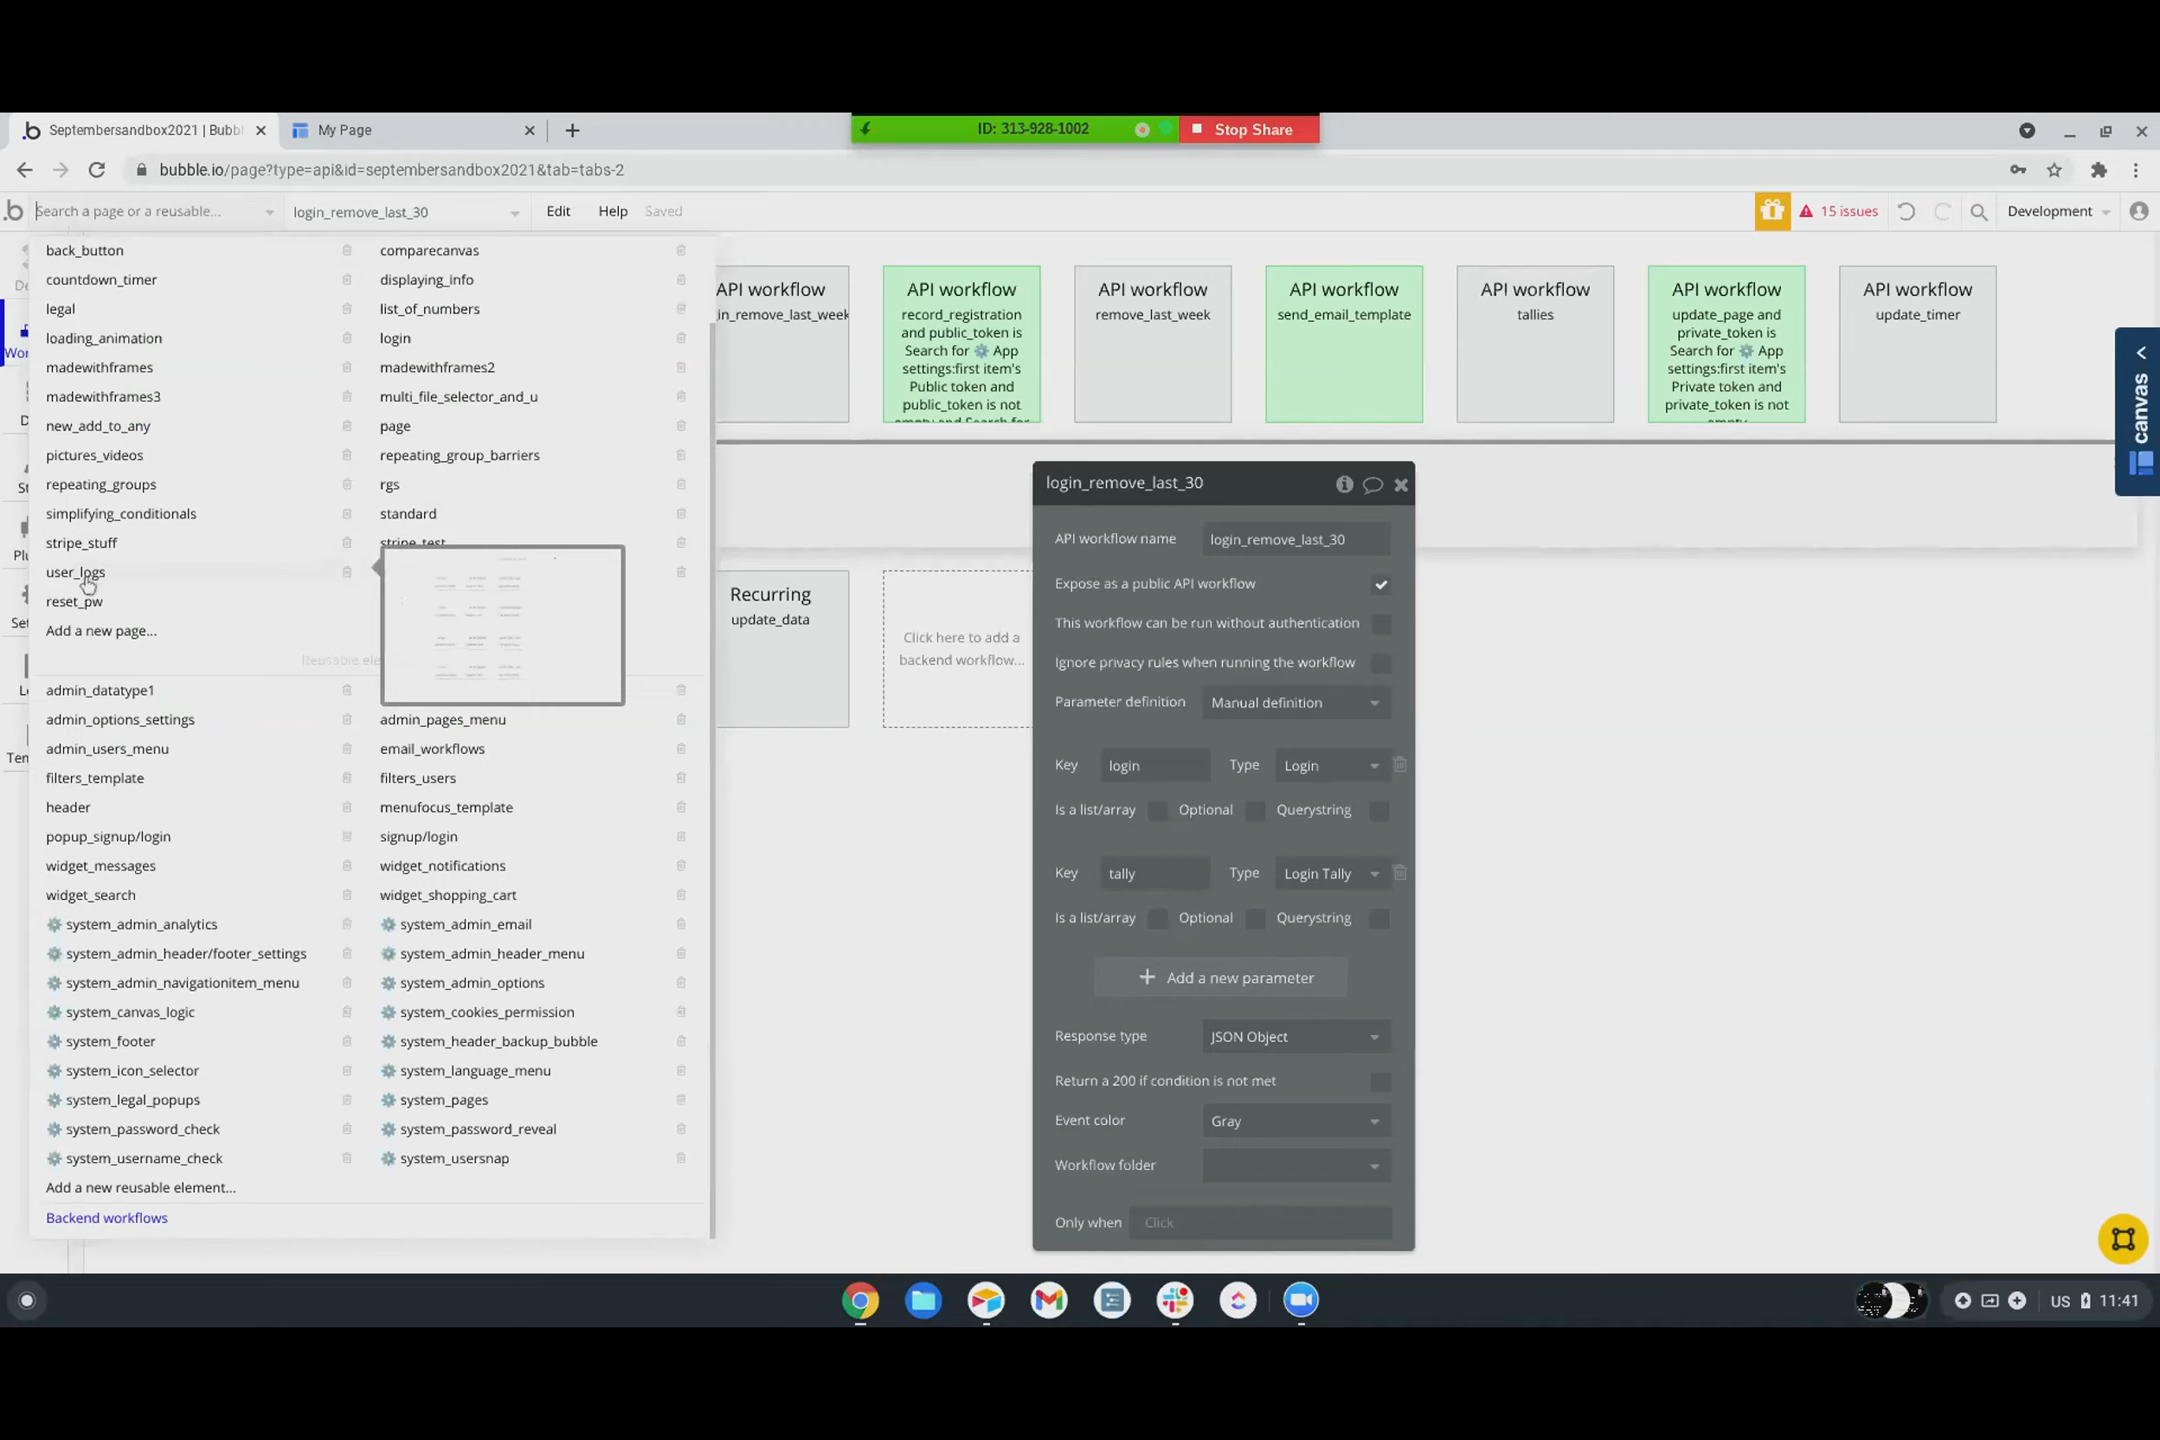 Septembersandbox2021 | Bubbl
My Page
ID: 313-928-1002
Stop Share
bubble.io/page?type=api&id=septembersandbox2021&tab=tabs-2
Search a page or a reusable...
login_remove_last_30
Edit
Help
Saved
15 issues
Development
back_button
comparecanvas
countdown_timer
displaying_info
legal
list_of_numbers
loading_animation
login
madewithframes
madewithframes2
madewithframes3
multi_file_selector_and_u
new_add_to_any
page
pictures_videos
repeating_group_barriers
repeating_groups
rgs
simplifying_conditionals
standard
stripe_stuff
stripe_test
user_logs
reset_pw
Add a new page...
Reusable ele
admin_datatype1
admin_options_settings
admin_pages_menu
admin_users_menu
email_workflows
filters_template
filters_users
header
menufocus_template
popup_signup/login
signup/login
widget_messages
widget_notifications
widget_search
widget_shopping_cart
system_admin_analytics
system_admin_email
system_admin_header/footer_settings
system_admin_header_menu
system_admin_navigationitem_menu
system_admin_options
system_canvas_logic
system_cookies_permission
system_footer
system_header_backup_bubble
system_icon_selector
system_language_menu
system_legal_popups
system_pages
system_password_check
system_password_reveal
system_username_check
system_usersnap
Add a new reusable element...
Backend workflows
API workflow
in_remove_last_week
API workflow
record_registration
and public_token is
Search for ⚙️ App
settings:first item's
Public token and
public_token is not
empty and Search for
API workflow
remove_last_week
API workflow
send_email_template
API workflow
tallies
API workflow
update_page and
private_token is
Search for ⚙️ App
settings:first item's
Private token and
private_token is not
empty
API workflow
update_timer
canvas
Recurring
update_data
Click here to add a
backend workflow...
login_remove_last_30
API workflow name
login_remove_last_30
Expose as a public API workflow
This workflow can be run without authentication
Ignore privacy rules when running the workflow
Parameter definition
Manual definition
Key
login
Type
Login
Is a list/array
Optional
Querystring
Key
tally
Type
Login Tally
Is a list/array
Optional
Querystring
Add a new parameter
Response type
JSON Object
Return a 200 if condition is not met
Event color
Gray
Workflow folder
Only when
Click
US
11:41